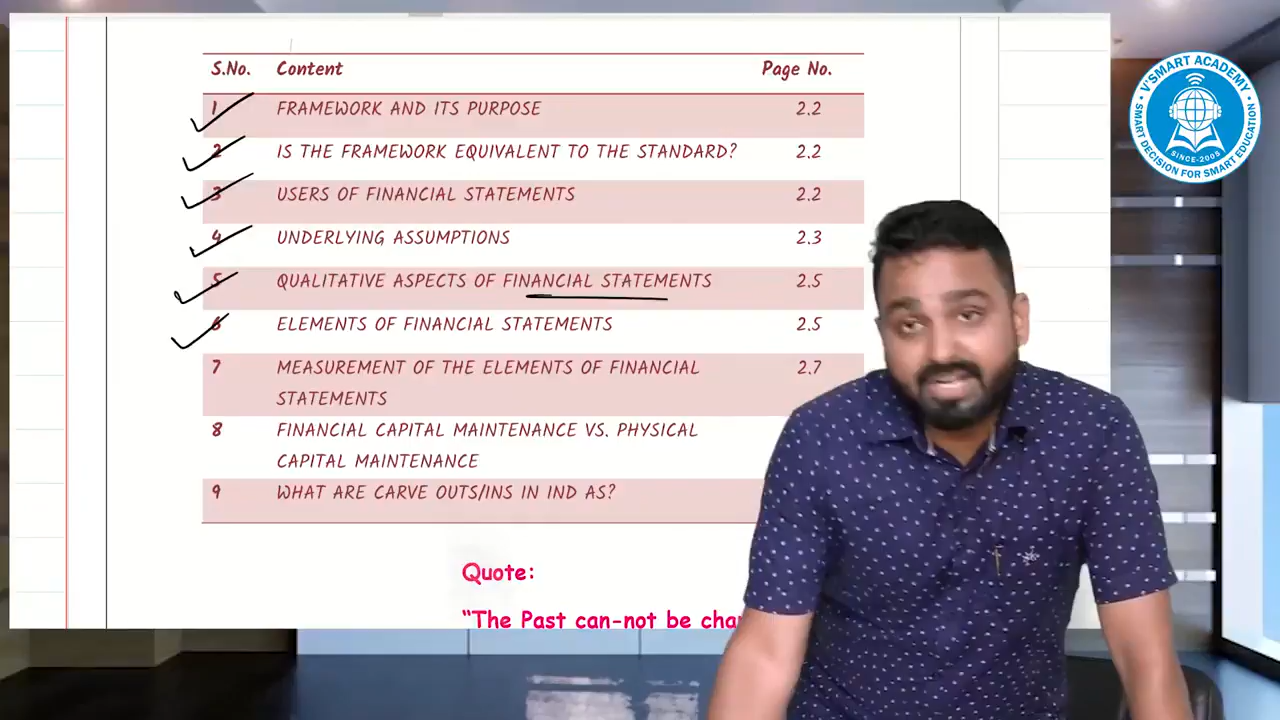 S.No. Content Page No.
1 FRAMEWORK AND ITS PURPOSE 2.2
2 IS THE FRAMEWORK EQUIVALENT TO THE STANDARD? 2.2
3 USERS OF FINANCIAL STATEMENTS 2.2
4 UNDERLYING ASSUMPTIONS 2.3
5 QUALITATIVE ASPECTS OF FINANCIAL STATEMENTS 2.5
6 ELEMENTS OF FINANCIAL STATEMENTS 2.5
7 MEASUREMENT OF THE ELEMENTS OF FINANCIAL 2.7
STATEMENTS
8 FINANCIAL CAPITAL MAINTENANCE VS. PHYSICAL
CAPITAL MAINTENANCE
9 WHAT ARE CARVE OUTS/INS IN IND AS?
Quote:
“The Past can-not be
V'SMART ACADEMY
SINCE-2008
SMART DECISION FOR SMART EDUCATION